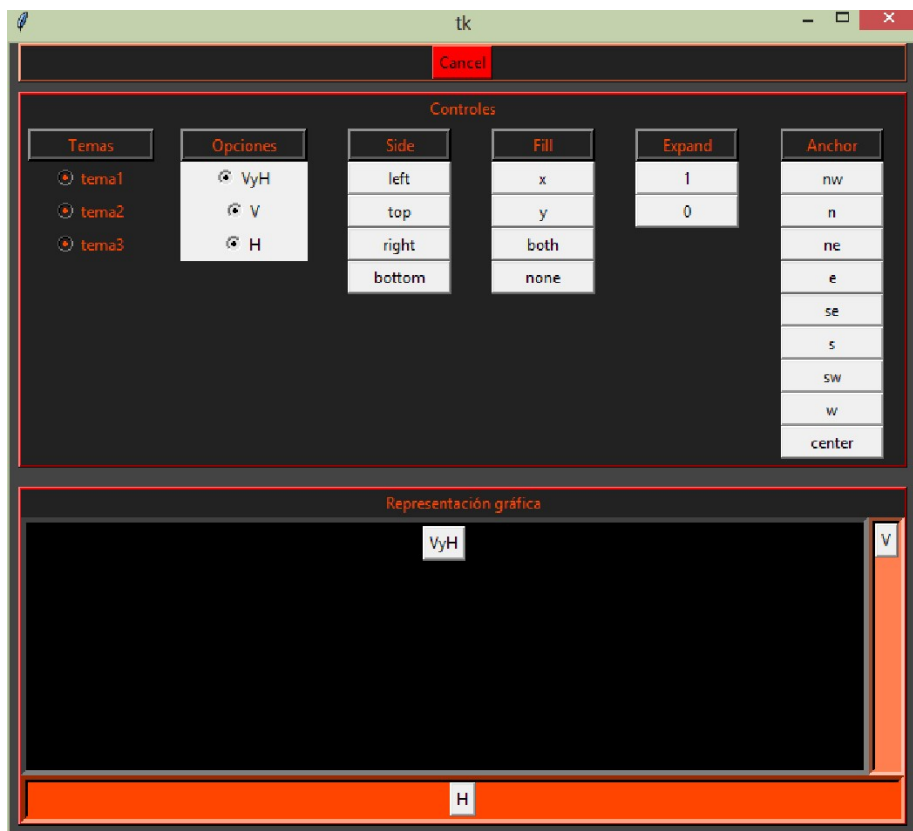 tk
Cancel
Controles
Temas Opciones Side Fill Expand Anchor
tema1 VyH left x 1 nw
tema2 V top y 0 n
tema3 H right both ne
bottom none e
se
s
sw
w
center
Representación gráfica
VyH V
H